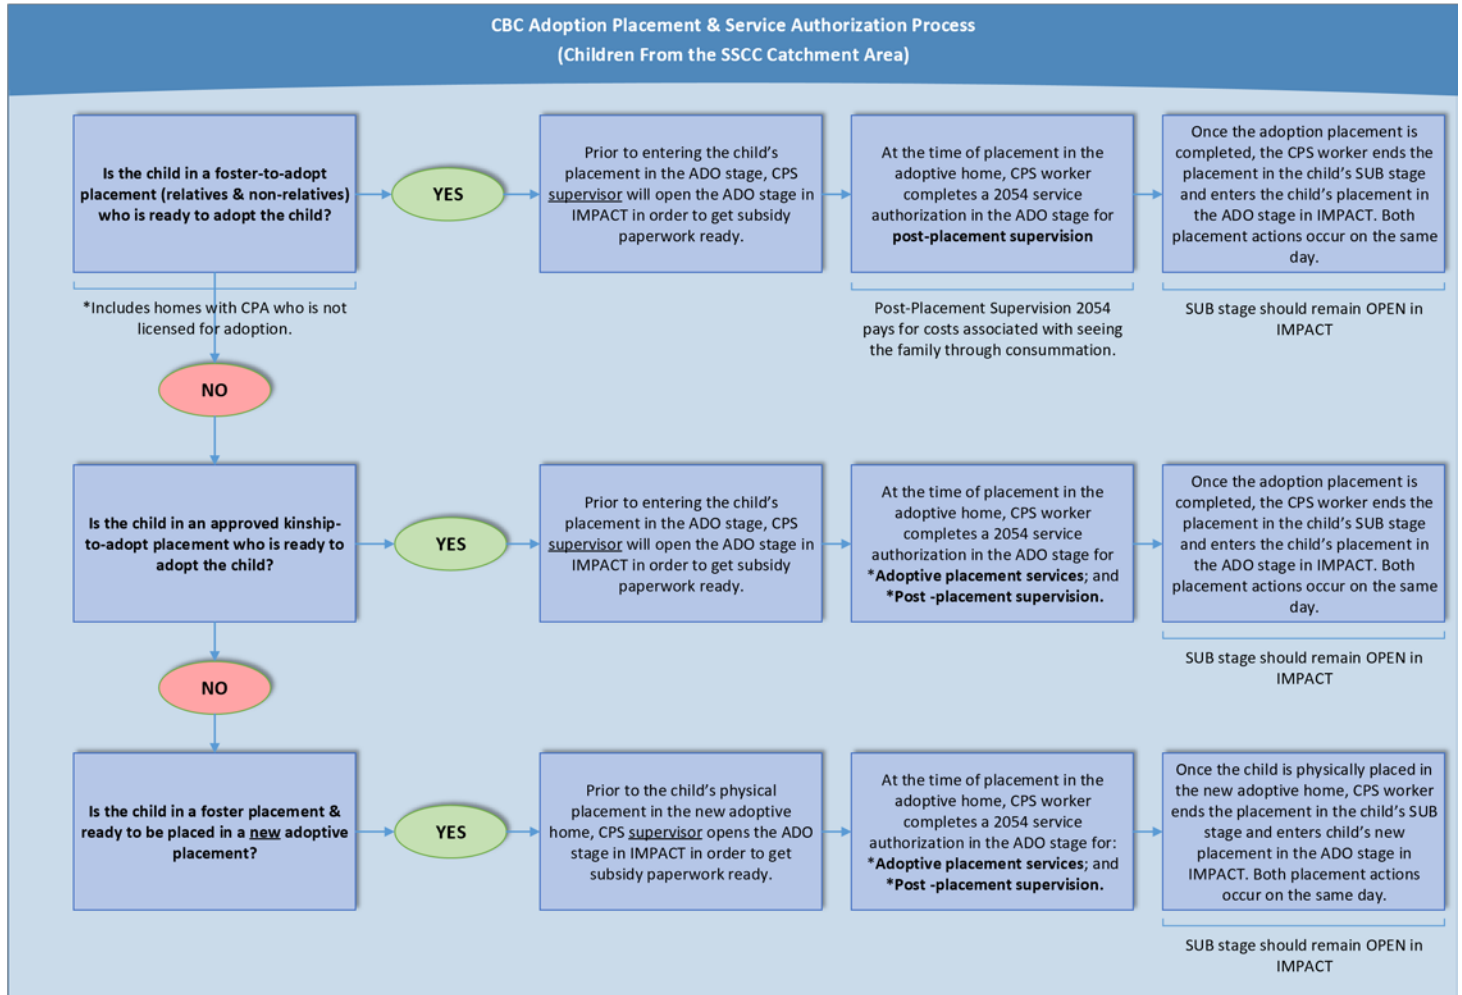 CBC Adoption Placement & Service Authorization Process
(Children From the SSCC Catchment Area)
Is the child in a foster-to-adopt
placement (relatives & non-relatives)
who is ready to adopt the child?
YES
Prior to entering the child's
placement in the ADO stage, CPS
supervisor will open the ADO stage in
IMPACT in order to get subsidy
paperwork ready.
At the time of placement in the
adoptive home, CPS worker
completes a 2054 service
authorization in the ADO stage for
post-placement supervision
Once the adoption placement is
completed, the CPS worker ends the
placement in the child's SUB stage
and enters the child's placement in
the ADO stage in IMPACT. Both
placement actions occur on the same
day.
*Includes homes with CPA who is not
licensed for adoption.
Post-Placement Supervision 2054
pays for costs associated with seeing
the family through consummation.
SUB stage should remain OPEN in
IMPACT
NO
Is the child in an approved kinship-
to-adopt placement who is ready to
adopt the child?
YES
Prior to entering the child's
placement in the ADO stage, CPS
supervisor will open the ADO stage in
IMPACT in order to get subsidy
paperwork ready.
At the time of placement in the
adoptive home, CPS worker
completes a 2054 service
authorization in the ADO stage for
*Adoptive placement services; and
*Post -placement supervision.
Once the adoption placement is
completed, the CPS worker ends the
placement in the child's SUB stage
and enters the child's placement in
the ADO stage in IMPACT. Both
placement actions occur on the same
day.
SUB stage should remain OPEN in
IMPACT
NO
Is the child in a foster placement &
ready to be placed in a new adoptive
placement?
YES
Prior to the child's physical
placement in the new adoptive
home, CPS supervisor opens the ADO
stage in IMPACT in order to get
subsidy paperwork ready.
At the time of placement in the
adoptive home, CPS worker
completes a 2054 service
authorization in the ADO stage for:
*Adoptive placement services; and
*Post -placement supervision.
Once the child is physically placed in
the new adoptive home, CPS worker
ends the placement in the child's SUB
stage and enters child's new
placement in the ADO stage in
IMPACT. Both placement actions
occur on the same day.
SUB stage should remain OPEN in
IMPACT